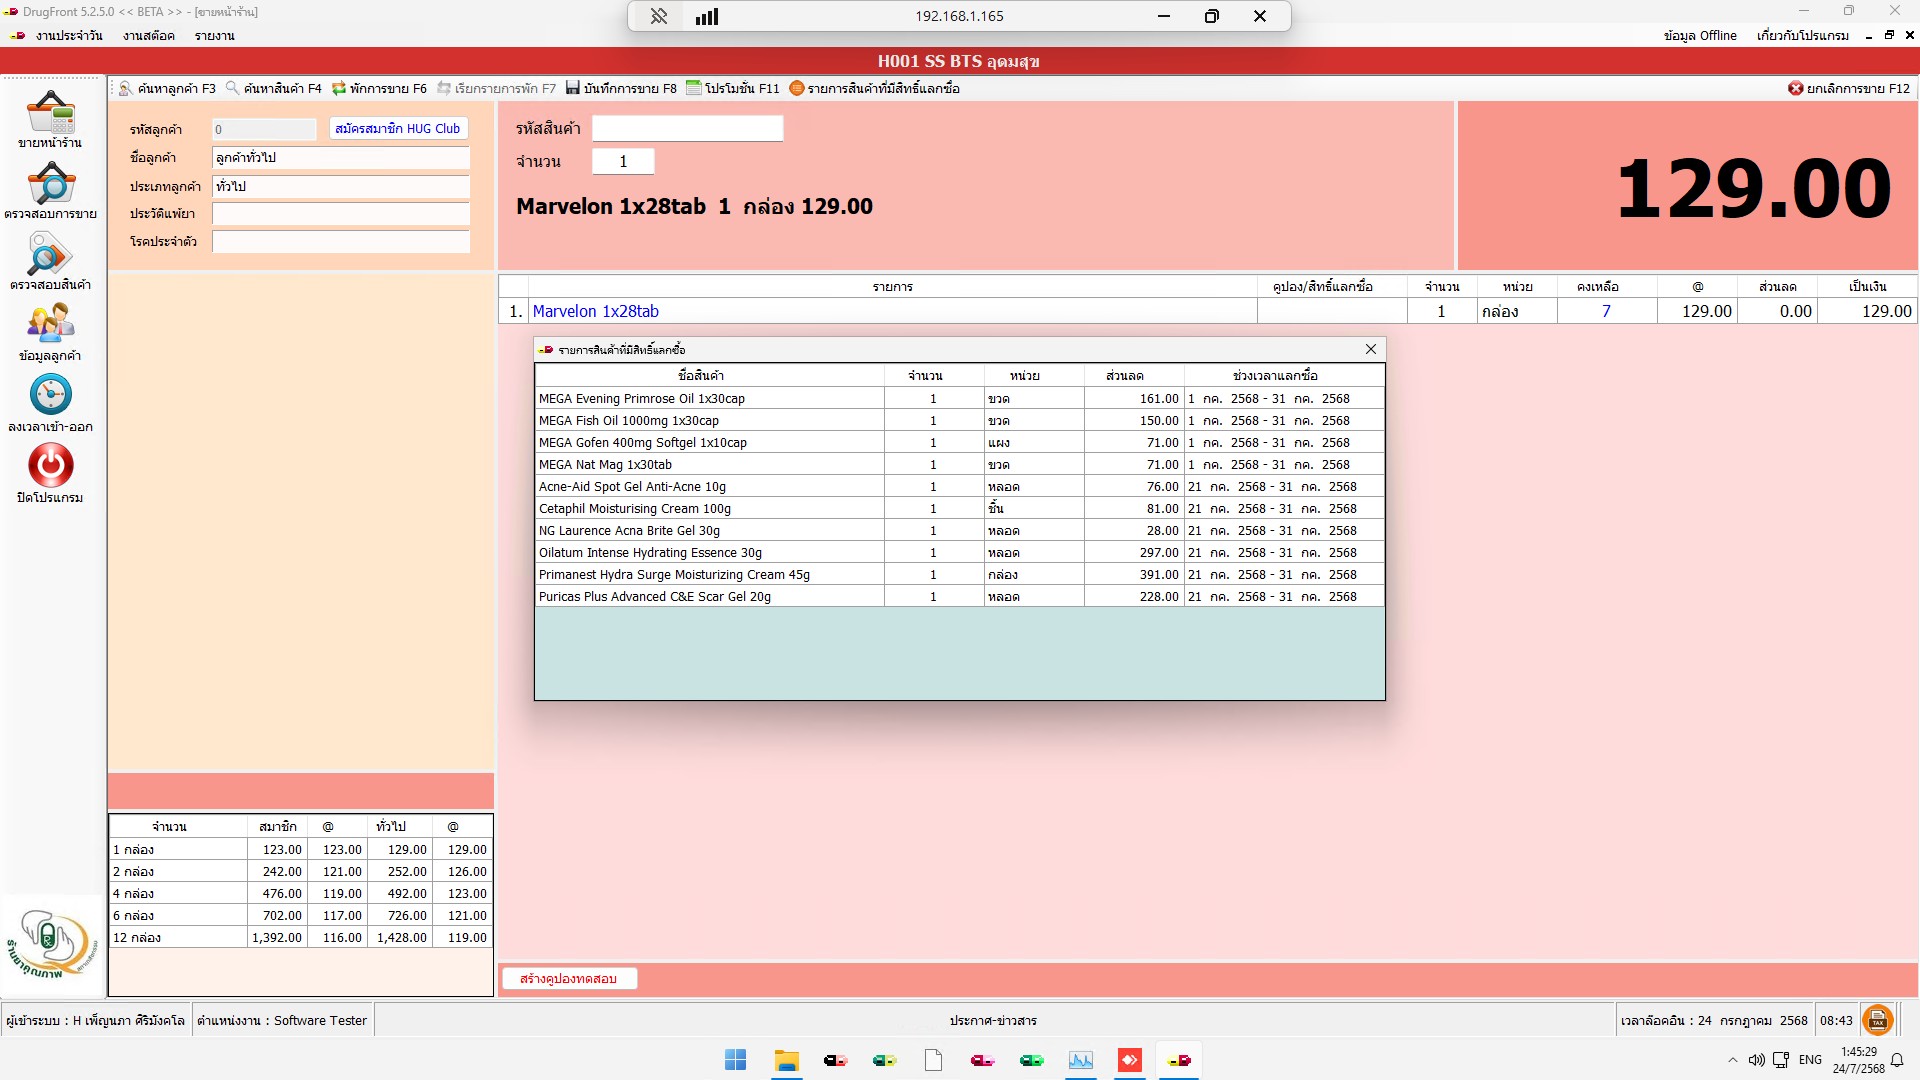 DrugFront 5.2.5.0 << BETA >> - [ขายหน้าร้าน]
192.168.1.165
งานประจำวัน งานสต๊อค รายงาน
ข้อมูล Offline เกี่ยวกับโปรแกรม
H001 SS BTS อุดมสุข
ค้นหาลูกค้า F3 ค้นหาสินค้า F4 พักการขาย F6 เรียกรายการพัก F7 บันทึกการขาย F8 โปรโมชั่น F11 รายการสินค้าที่มีสิทธิ์แลกซื้อ ยกเลิกการขาย F12
ขายหน้าร้าน
ตรวจสอบการขาย
ตรวจสอบสินค้า
ข้อมูลลูกค้า
ลงเวลาเข้า-ออก
ปิดโปรแกรม
ร้านยาคุณภาพ
รหัสลูกค้า 0 สมัครสมาชิก HUG Club
ชื่อลูกค้า ลูกค้าทั่วไป
ประเภทลูกค้า ทั่วไป
ประวัติแพ้ยา
โรคประจำตัว
รหัสสินค้า
จำนวน 1
Marvelon 1x28tab 1 กล่อง 129.00
129.00
รายการ คูปอง/สิทธิ์แลกซื้อ จำนวน หน่วย คงเหลือ @ ส่วนลด เป็นเงิน
1. Marvelon 1x28tab 1 กล่อง 7 129.00 0.00 129.00
รายการสินค้าที่มีสิทธิ์แลกซื้อ
ชื่อสินค้า จำนวน หน่วย ส่วนลด ช่วงเวลาแลกซื้อ
MEGA Evening Primrose Oil 1x30cap 1 ขวด 161.00 1 กค. 2568 - 31 กค. 2568
MEGA Fish Oil 1000mg 1x30cap 1 ขวด 150.00 1 กค. 2568 - 31 กค. 2568
MEGA Gofen 400mg Softgel 1x10cap 1 แผง 71.00 1 กค. 2568 - 31 กค. 2568
MEGA Nat Mag 1x30tab 1 ขวด 71.00 1 กค. 2568 - 31 กค. 2568
Acne-Aid Spot Gel Anti-Acne 10g 1 หลอด 76.00 21 กค. 2568 - 31 กค. 2568
Cetaphil Moisturising Cream 100g 1 ชิ้น 81.00 21 กค. 2568 - 31 กค. 2568
NG Laurence Acna Brite Gel 30g 1 หลอด 28.00 21 กค. 2568 - 31 กค. 2568
Oilatum Intense Hydrating Essence 30g 1 หลอด 297.00 21 กค. 2568 - 31 กค. 2568
Primanest Hydra Surge Moisturizing Cream 45g 1 กล่อง 391.00 21 กค. 2568 - 31 กค. 2568
Puricas Plus Advanced C&E Scar Gel 20g 1 หลอด 228.00 21 กค. 2568 - 31 กค. 2568
จำนวน สมาชิก @ ทั่วไป @
1 กล่อง 123.00 123.00 129.00 129.00
2 กล่อง 242.00 121.00 252.00 126.00
4 กล่อง 476.00 119.00 492.00 123.00
6 กล่อง 702.00 117.00 726.00 121.00
12 กล่อง 1,392.00 116.00 1,428.00 119.00
สร้างคูปองทดสอบ
ผู้เข้าระบบ : H เพ็ญนภา ศิริมังคโล ตำแหน่งงาน : Software Tester ประกาศ-ข่าวสาร เวลาล๊อคอิน : 24 กรกฎาคม 2568 08:43 TAX
ENG 1:45:29
24/7/2568